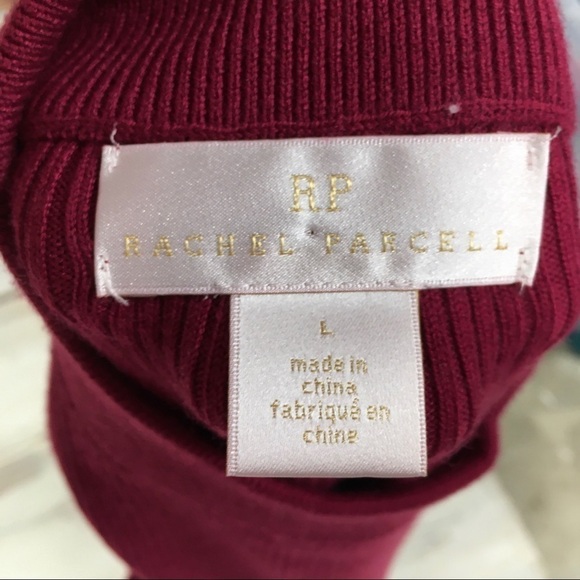 RP
RACHEL PARCELL
L
made in
china
fabriqué en
chine